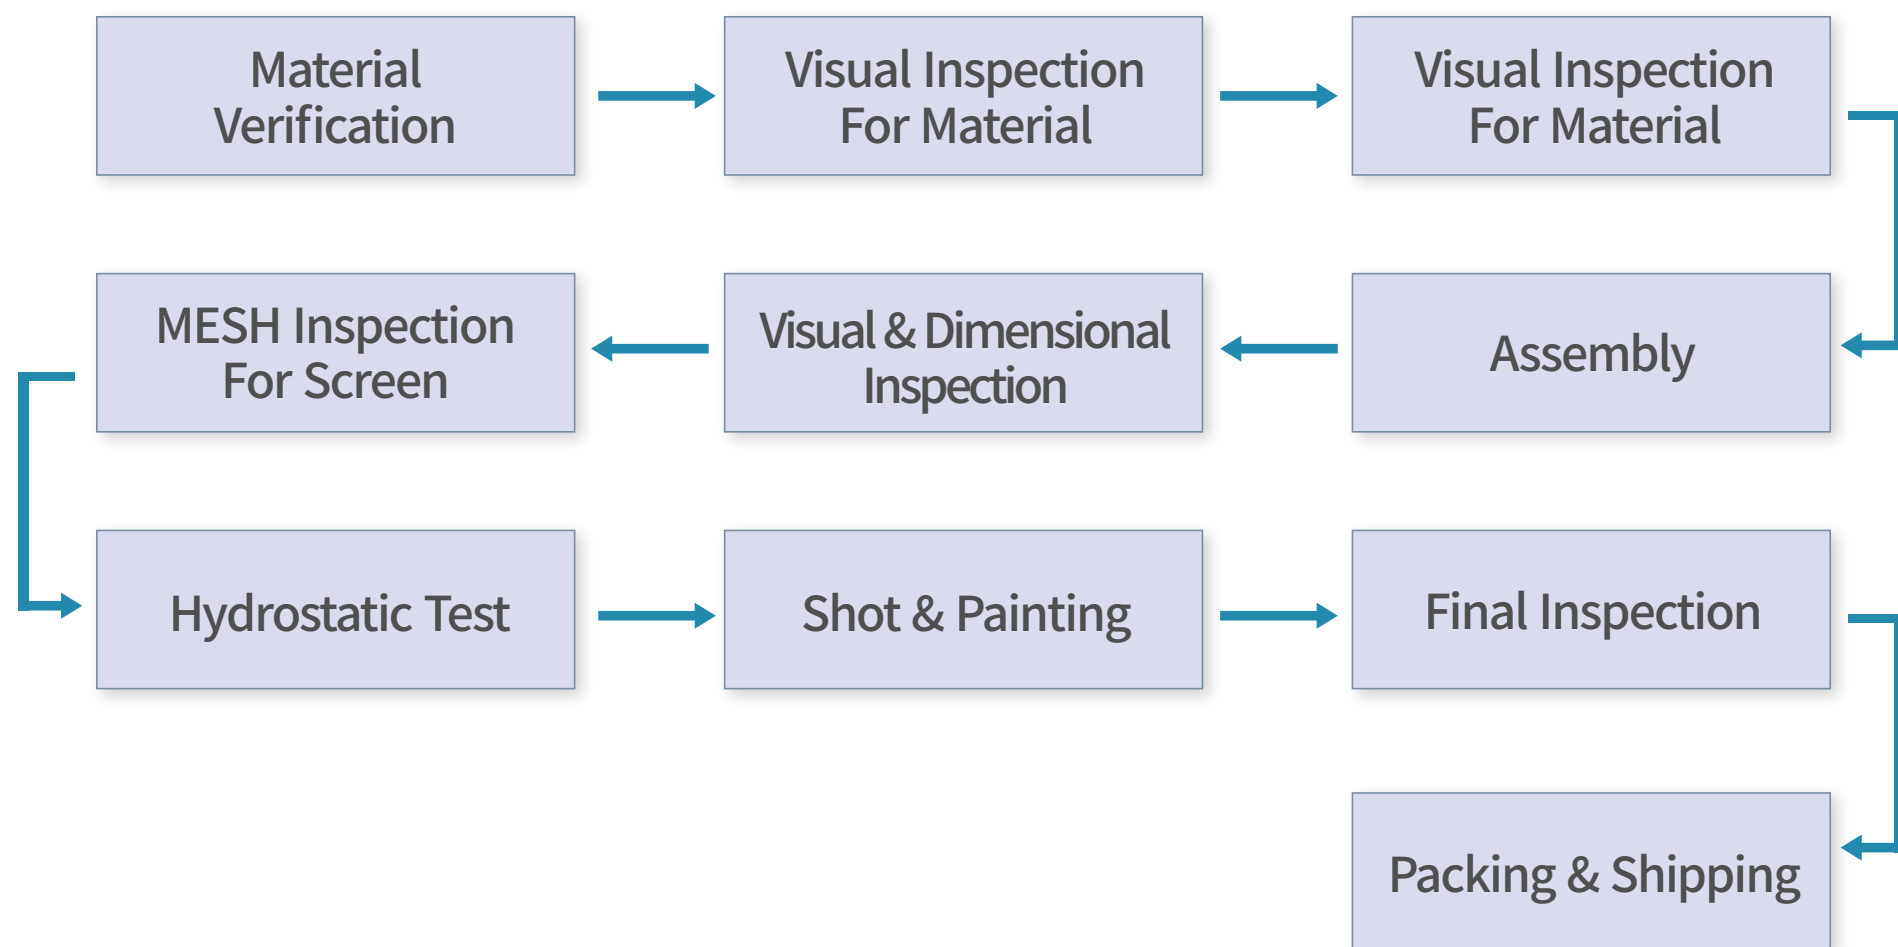 Material
Verification
Visual Inspection
For Material
Visual Inspection
For Material
Assembly
Visual & Dimensional
Inspection
MESH Inspection
For Screen
Hydrostatic Test
Shot & Painting
Final Inspection
Packing & Shipping